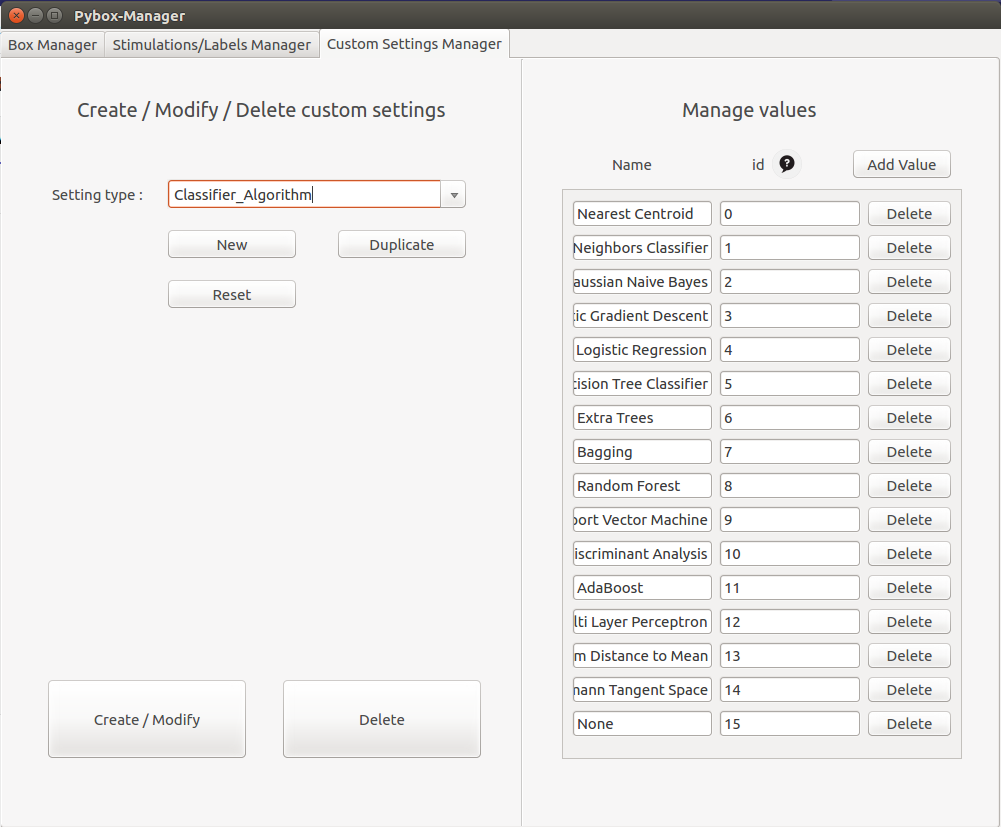 Pybox-Manager
Box Manager Stimulations/Labels Manager Custom Settings Manager
Create / Modify / Delete custom settings
Setting type : Classifier_Algorithm
New Duplicate
Reset
Create / Modify Delete
Manage values
Name id ? Add Value
Nearest Centroid 0 Delete
Neighbors Classifier 1 Delete
aussian Naive Bayes 2 Delete
tic Gradient Descent 3 Delete
Logistic Regression 4 Delete
cision Tree Classifier 5 Delete
Extra Trees 6 Delete
Bagging 7 Delete
Random Forest 8 Delete
port Vector Machine 9 Delete
iscriminant Analysis 10 Delete
AdaBoost 11 Delete
lti Layer Perceptron 12 Delete
m Distance to Mean 13 Delete
mann Tangent Space 14 Delete
None 15 Delete